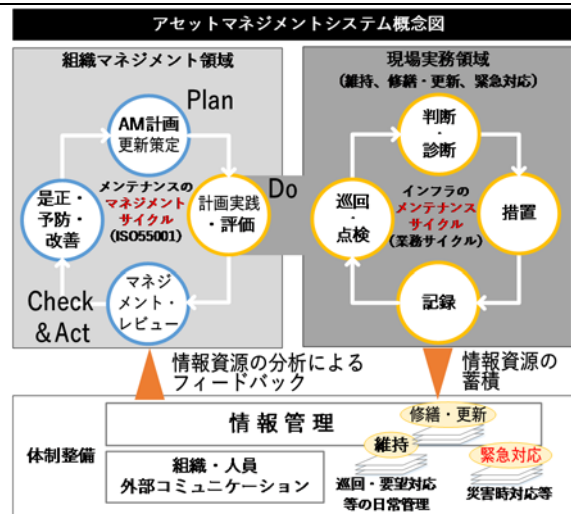 アセットマネジメントシステム概念図
組織マネジメント領域
Plan
AM計画
更新策定
メンテナンスの
マネジメント
サイクル
(ISO55001)
是正・
予防・
改善
計画実践
・評価
Do
Check
&Act
マネジ
メント・
レビュー
現場実務領域
(維持、修繕・更新、緊急対応)
判断
・
診断
巡回
・
点検
インフラの
メンテナンス
サイクル
(業務サイクル)
措置
記録
情報資源の分析による
フィードバック
情報資源の
蓄積
体制整備
情報管理
修繕・更新
組織・人員
外部コミュニケーション
維持
巡回・要望対応
等の日常管理
緊急対応
災害時対応等